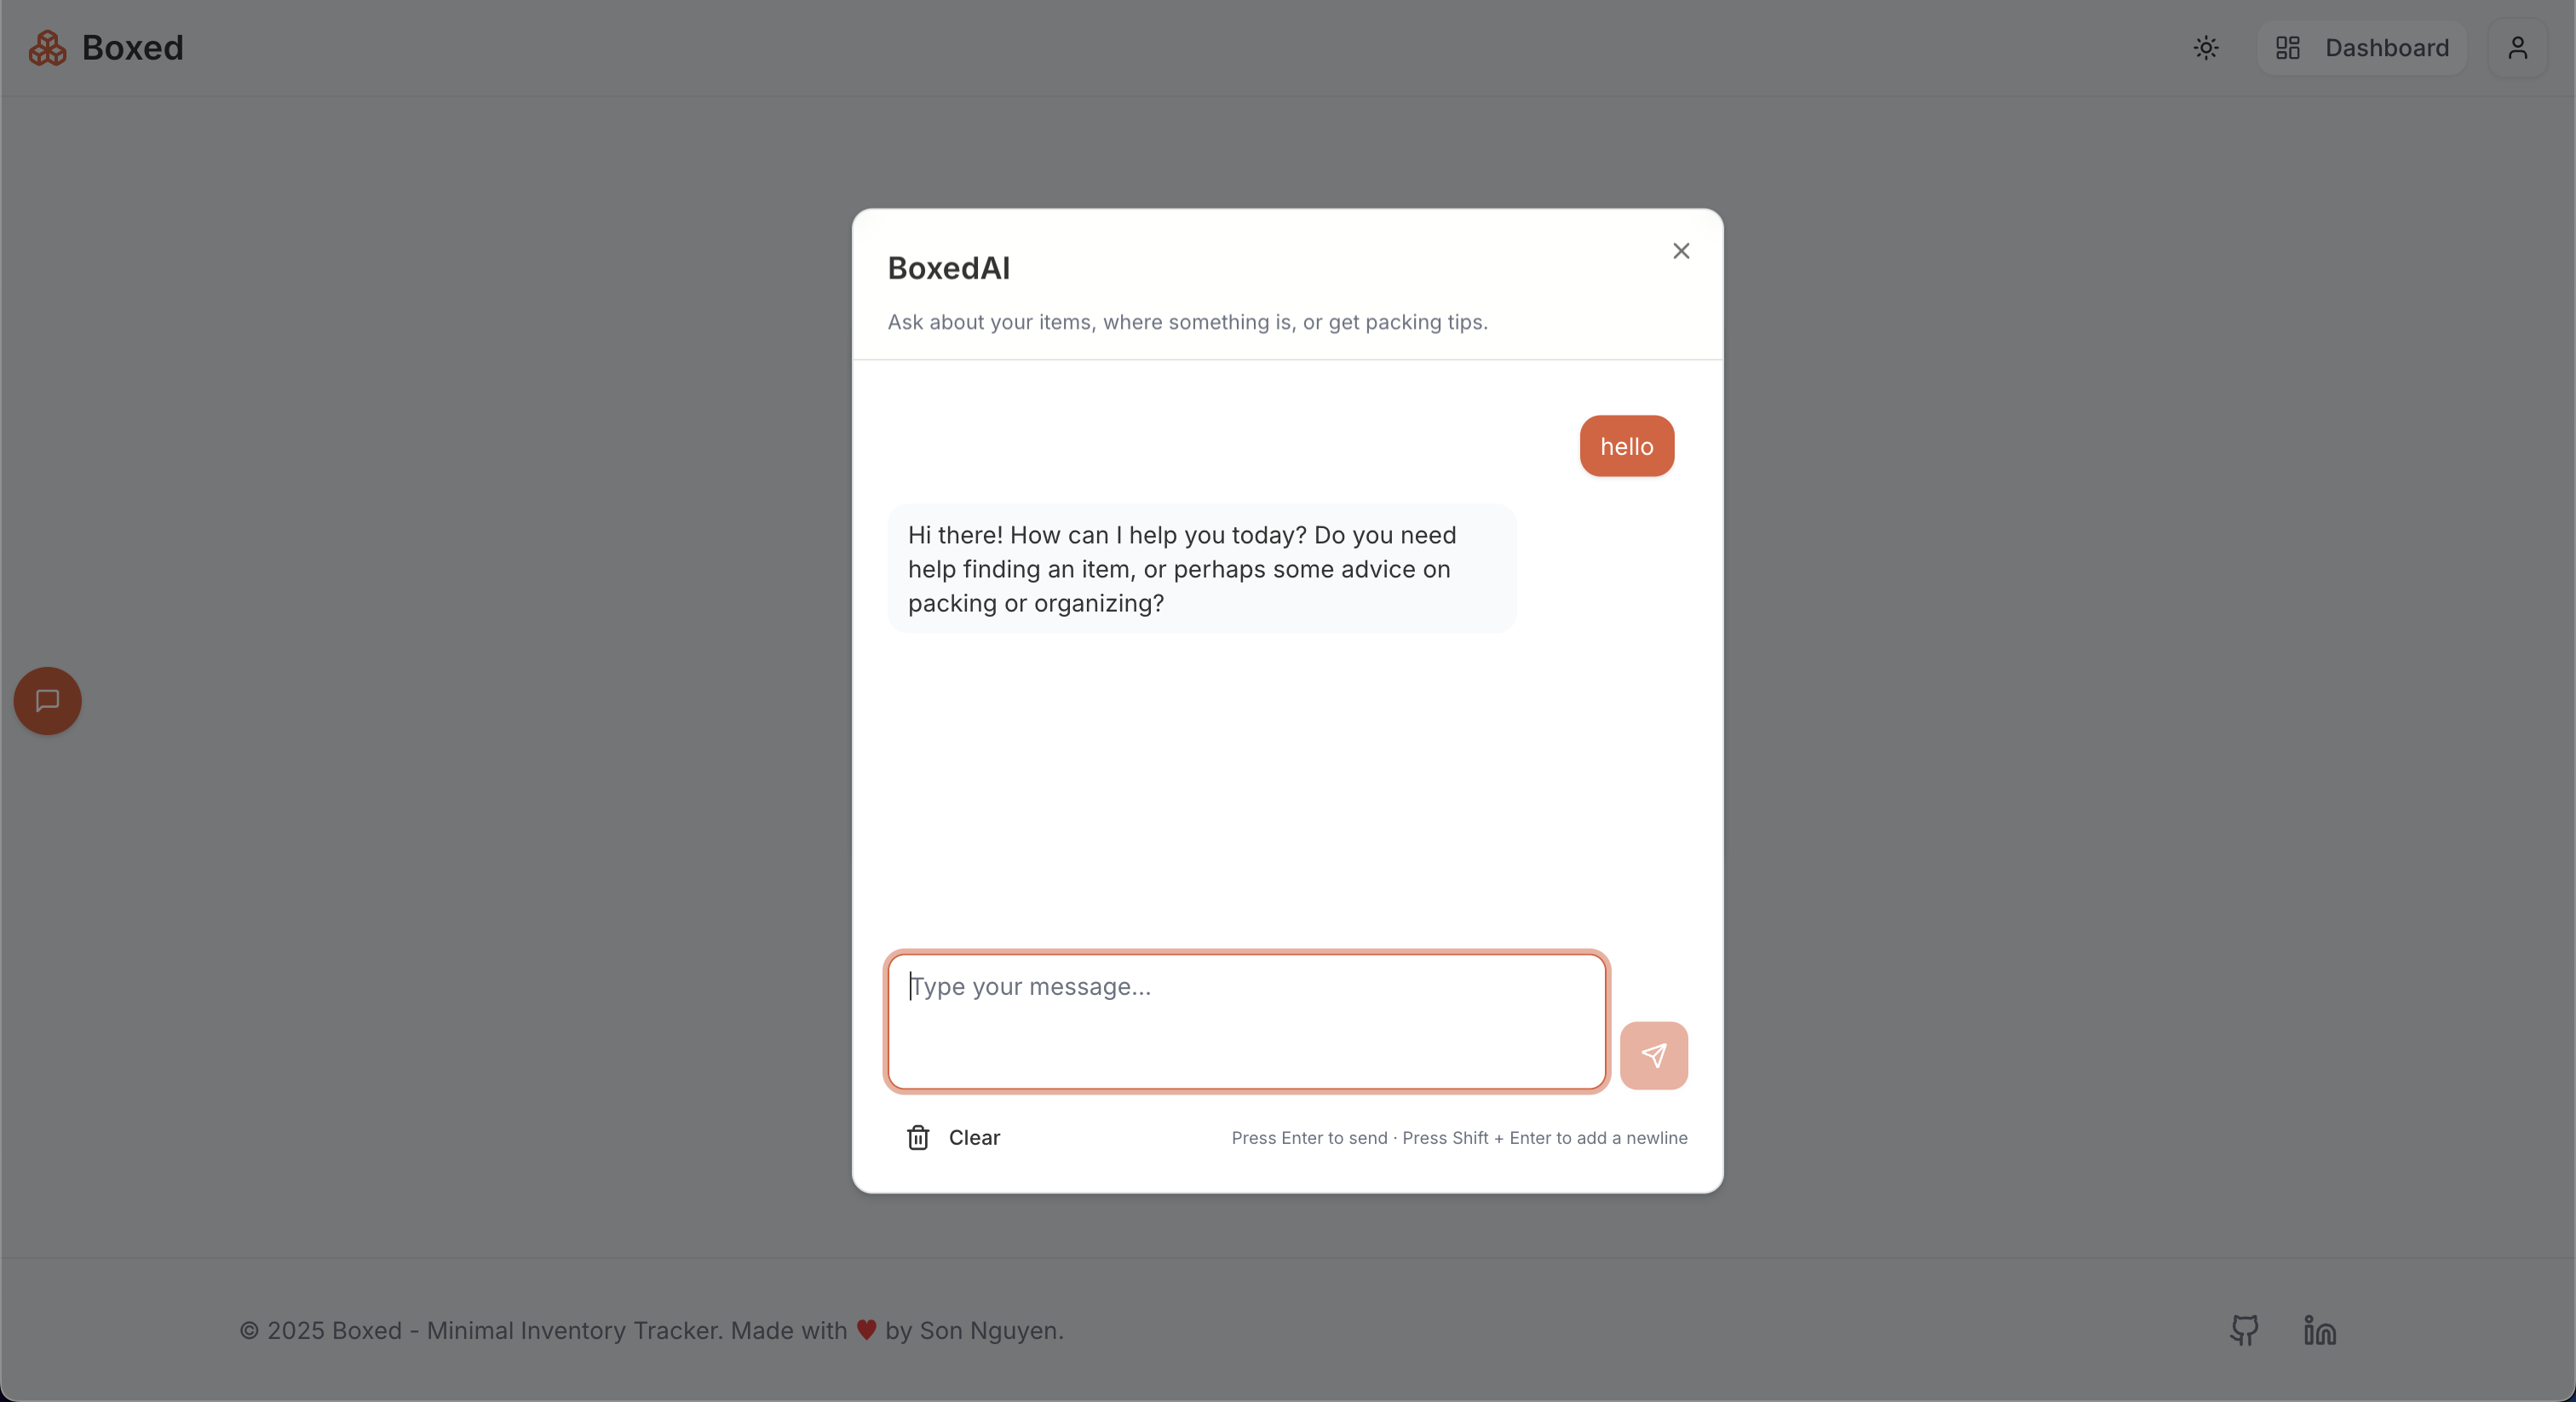 Boxed
Dashboard
BoxedAI
Ask about your items, where something is, or get packing tips.
hello
Hi there! How can I help you today? Do you need
help finding an item, or perhaps some advice on
packing or organizing?
Type your message...
Clear
Press Enter to send · Press Shift + Enter to add a newline
© 2025 Boxed - Minimal Inventory Tracker. Made with ♥ by Son Nguyen.